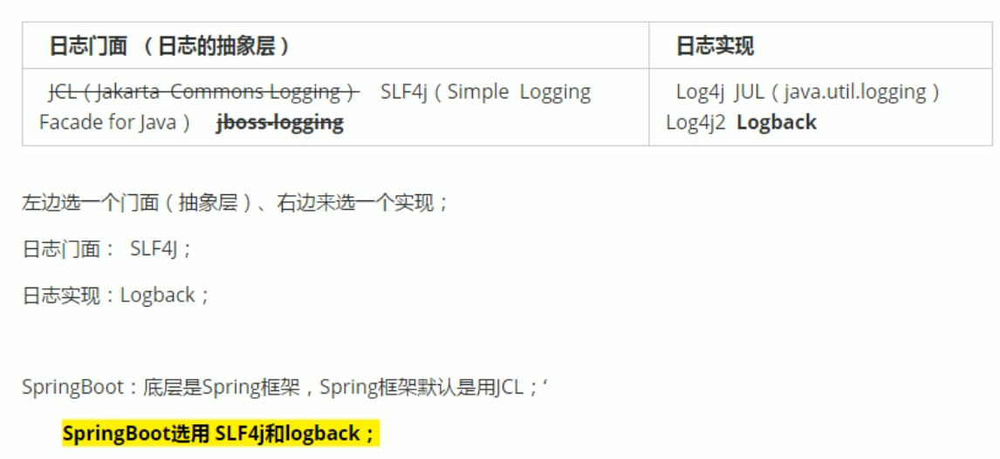 日志门面 （日志的抽象层）
日志实现
JCL（Jakarta Commons Logging） SLF4j（Simple Logging
Facade for Java） jboss-logging
Log4j JUL（java.util.logging）
Log4j2 Logback
左边选一个门面（抽象层）、右边来选一个实现；
日志门面： SLF4J；
日志实现：Logback；
SpringBoot：底层是Spring框架，Spring框架默认是用JCL；‘
SpringBoot选用 SLF4j和logback；